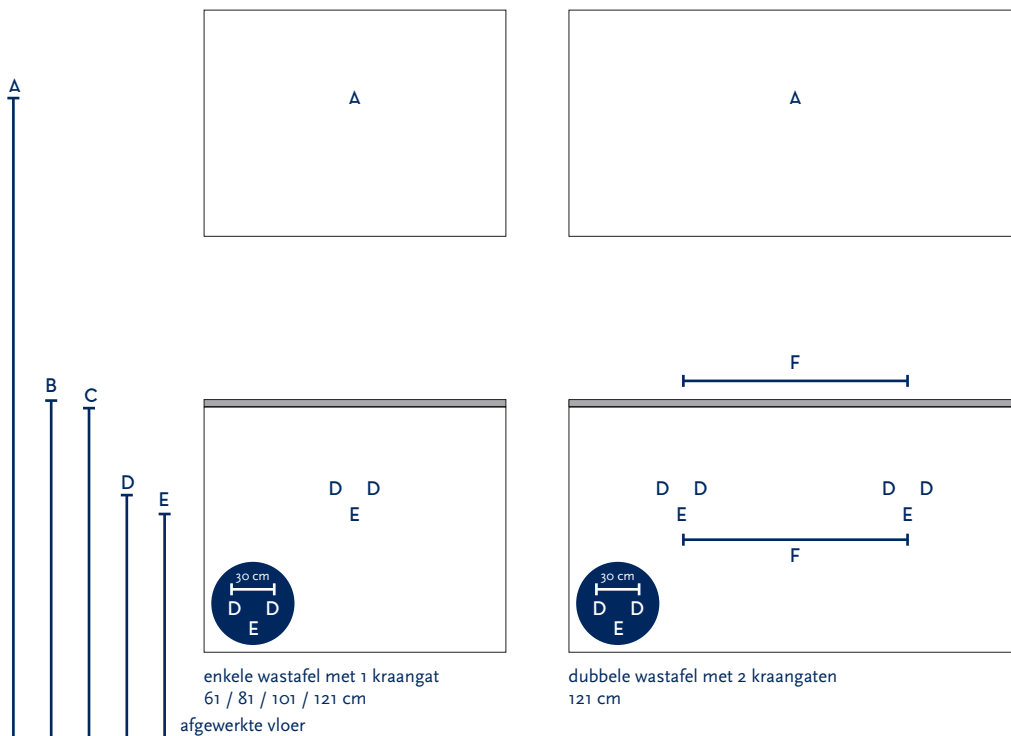 A
A
A
B
C
D
E
F
D D
E
D D
E
D D
E
F
30 cm
D D
E
30 cm
D D
E
enkele wastafel met 1 kraangat
61 / 81 / 101 / 121 cm
dubbele wastafel met 2 kraangaten
121 cm
afgewerkte vloer